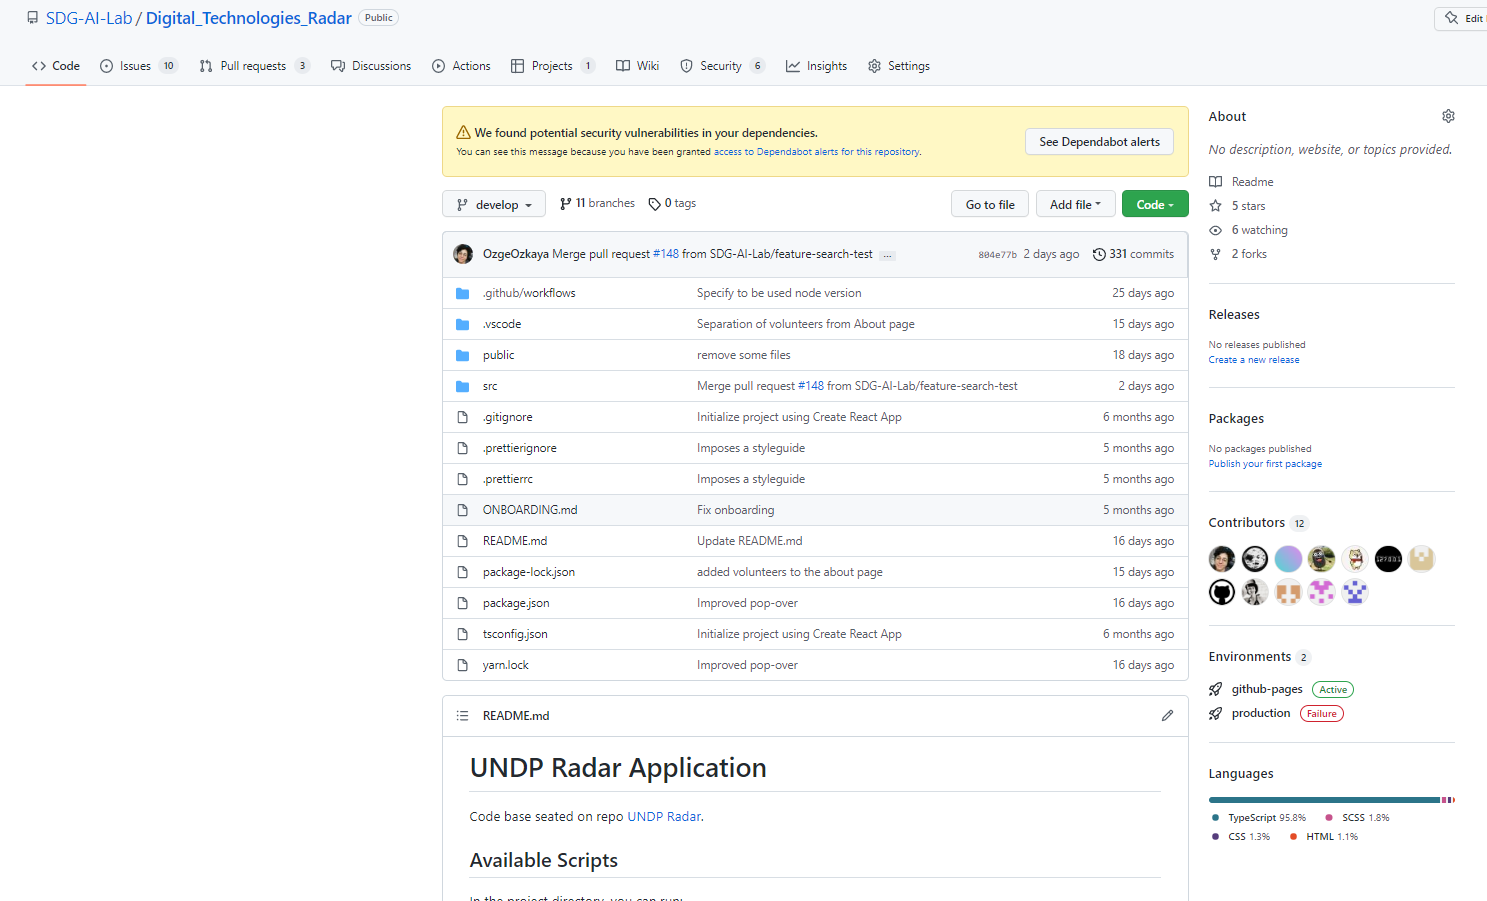 SDG-AI-Lab / Digital_Technologies_Radar Public
Edit
Code Issues 10 Pull requests 3 Discussions Actions Projects 1 Wiki Security 6 Insights Settings
We found potential security vulnerabilities in your dependencies.
You can see this message because you have been granted access to Dependabot alerts for this repository.
See Dependabot alerts
develop 11 branches 0 tags Go to file Add file Code
OzgeOzkaya Merge pull request #148 from SDG-AI-Lab/feature-search-test ... 804e77b 2 days ago 331 commits
.github/workflows Specify to be used node version 25 days ago
.vscode Separation of volunteers from About page 15 days ago
public remove some files 18 days ago
src Merge pull request #148 from SDG-AI-Lab/feature-search-test 2 days ago
.gitignore Initialize project using Create React App 6 months ago
.prettierignore Imposes a styleguide 5 months ago
.prettierrc Imposes a styleguide 5 months ago
ONBOARDING.md Fix onboarding 5 months ago
README.md Update README.md 16 days ago
package-lock.json added volunteers to the about page 15 days ago
package.json Improved pop-over 16 days ago
tsconfig.json Initialize project using Create React App 6 months ago
yarn.lock Improved pop-over 16 days ago
README.md
UNDP Radar Application
Code base seated on repo UNDP Radar.
Available Scripts
In the project directory, you can run:
About
No description, website, or topics provided.
Readme
5 stars
6 watching
2 forks
Releases
No releases published
Create a new release
Packages
No packages published
Publish your first package
Contributors 12
Environments 2
github-pages Active
production Failure
Languages
TypeScript 95.8% SCSS 1.8%
CSS 1.3% HTML 1.1%